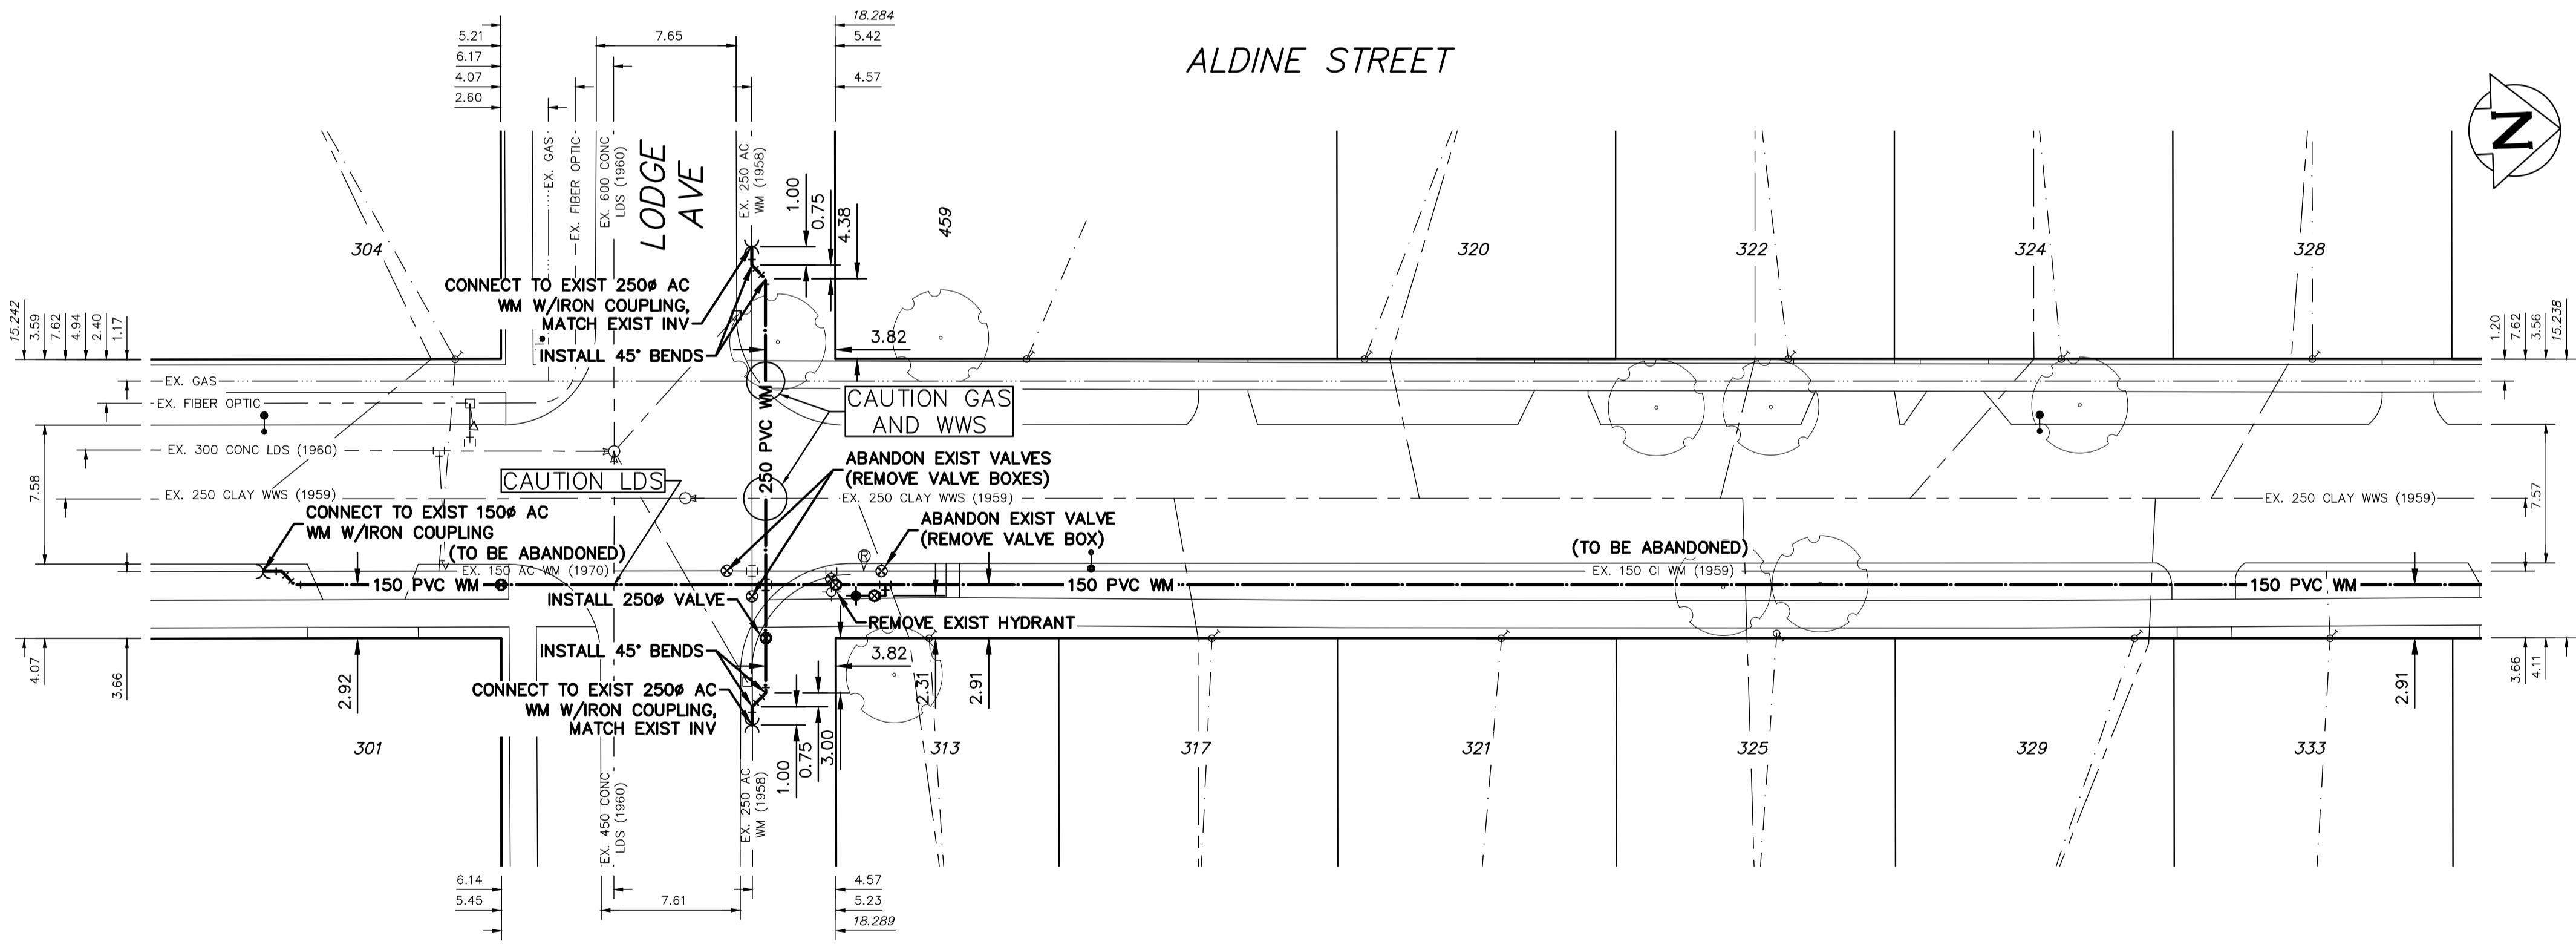 18.284
5.21
7.65
5.42
6.17
4.07
4.57
2.60
ALDINE STREET
N
EX. GAS
EX. FIBER OPTIC
EX. 600 CONC
LDS (1960)
LODGE
AVE
EX. 250 AC
WM (1958)
1.00
0.75
4.38
459
304
320
322
324
328
CONNECT TO EXIST 250ø AC
WM W/IRON COUPLING,
MATCH EXIST INV
INSTALL 45° BENDS
3.82
15.242
3.59
7.62
4.94
2.40
1.17
1.20
7.62
3.56
15.238
EX. GAS
EX. FIBER OPTIC
CAUTION GAS
AND WWS
250 PVC WM
EX. 300 CONC LDS (1960)
CAUTION LDS
ABANDON EXIST VALVES
(REMOVE VALVE BOXES)
7.58
EX. 250 CLAY WWS (1959)
EX. 250 CLAY WWS (1959)
EX. 250 CLAY WWS (1959)
7.57
CONNECT TO EXIST 150ø AC
WM W/IRON COUPLING
ABANDON EXIST VALVE
(REMOVE VALVE BOX)
(TO BE ABANDONED)
(TO BE ABANDONED)
R
EX. 150 AC WM (1970)
EX. 150 CI WM (1959)
150 PVC WM
150 PVC WM
150 PVC WM
INSTALL 250ø VALVE
REMOVE EXIST HYDRANT
INSTALL 45° BENDS
3.82
4.07
3.66
2.92
2.31
2.91
2.91
3.66
4.11
CONNECT TO EXIST 250ø AC
WM W/IRON COUPLING,
MATCH EXIST INV
1.00
0.75
3.00
301
313
317
321
325
329
333
EX. 450 CONC
LDS (1960)
EX. 250 AC
WM (1958)
6.14
4.57
5.45
7.61
5.23
18.289